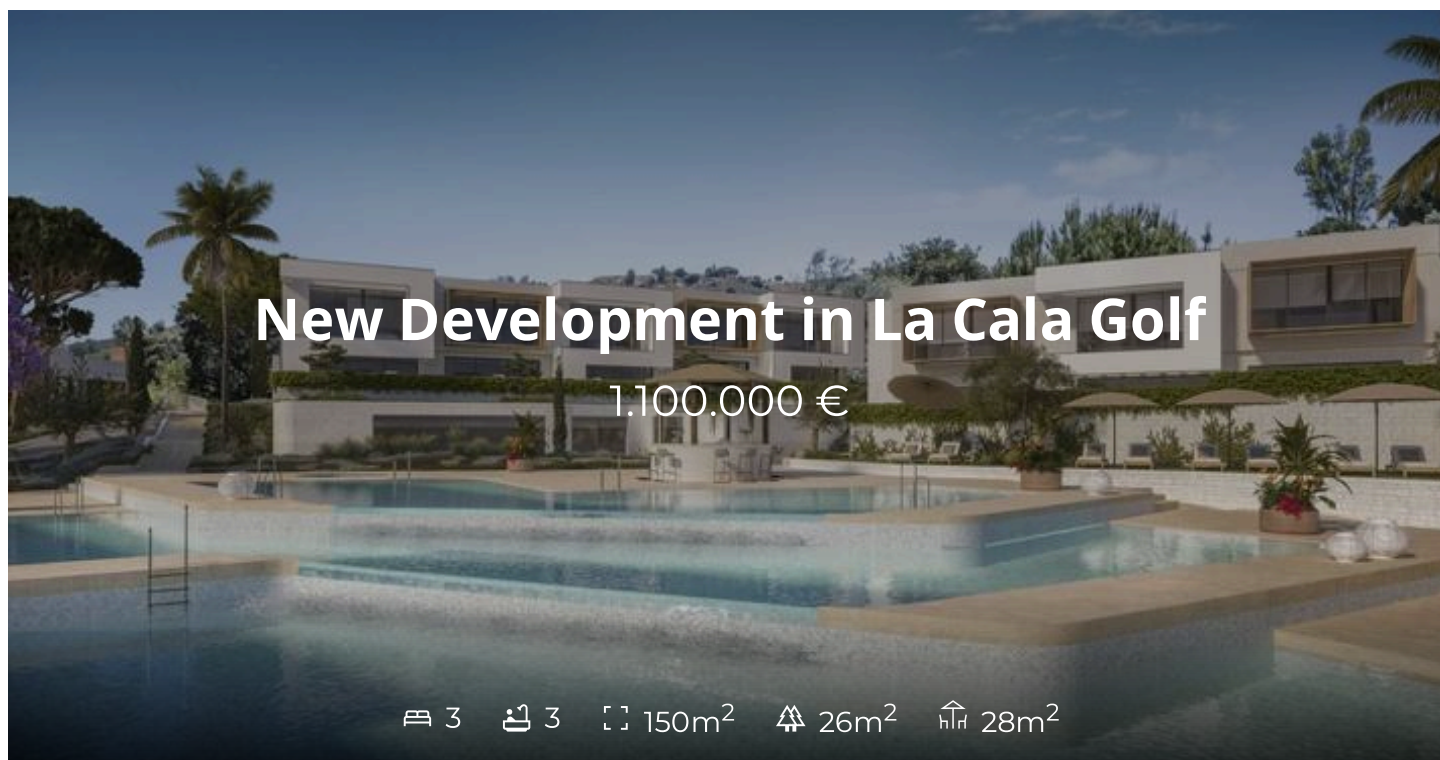 New Development in La Cala Golf
1.100.000 €
3 3 150m² 26m² 28m²